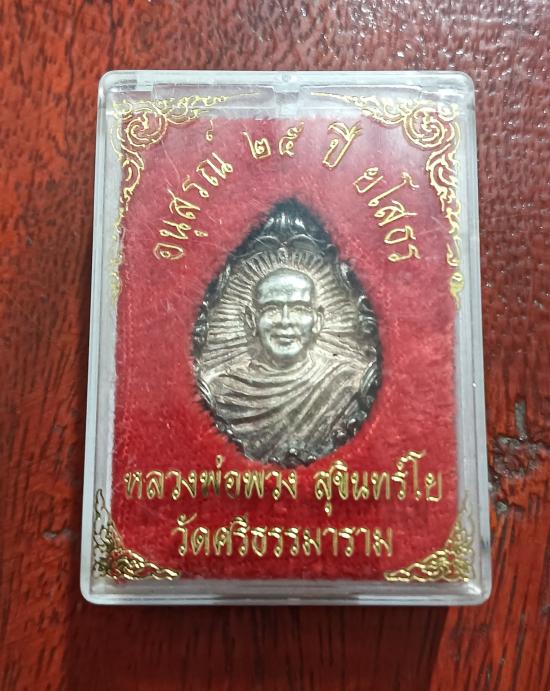 อนุสรณ์ ๒๕ ปี ยโสธร
หลวงพ่อพวง สุขินทร์โย
วัดศรีธรรมาราม